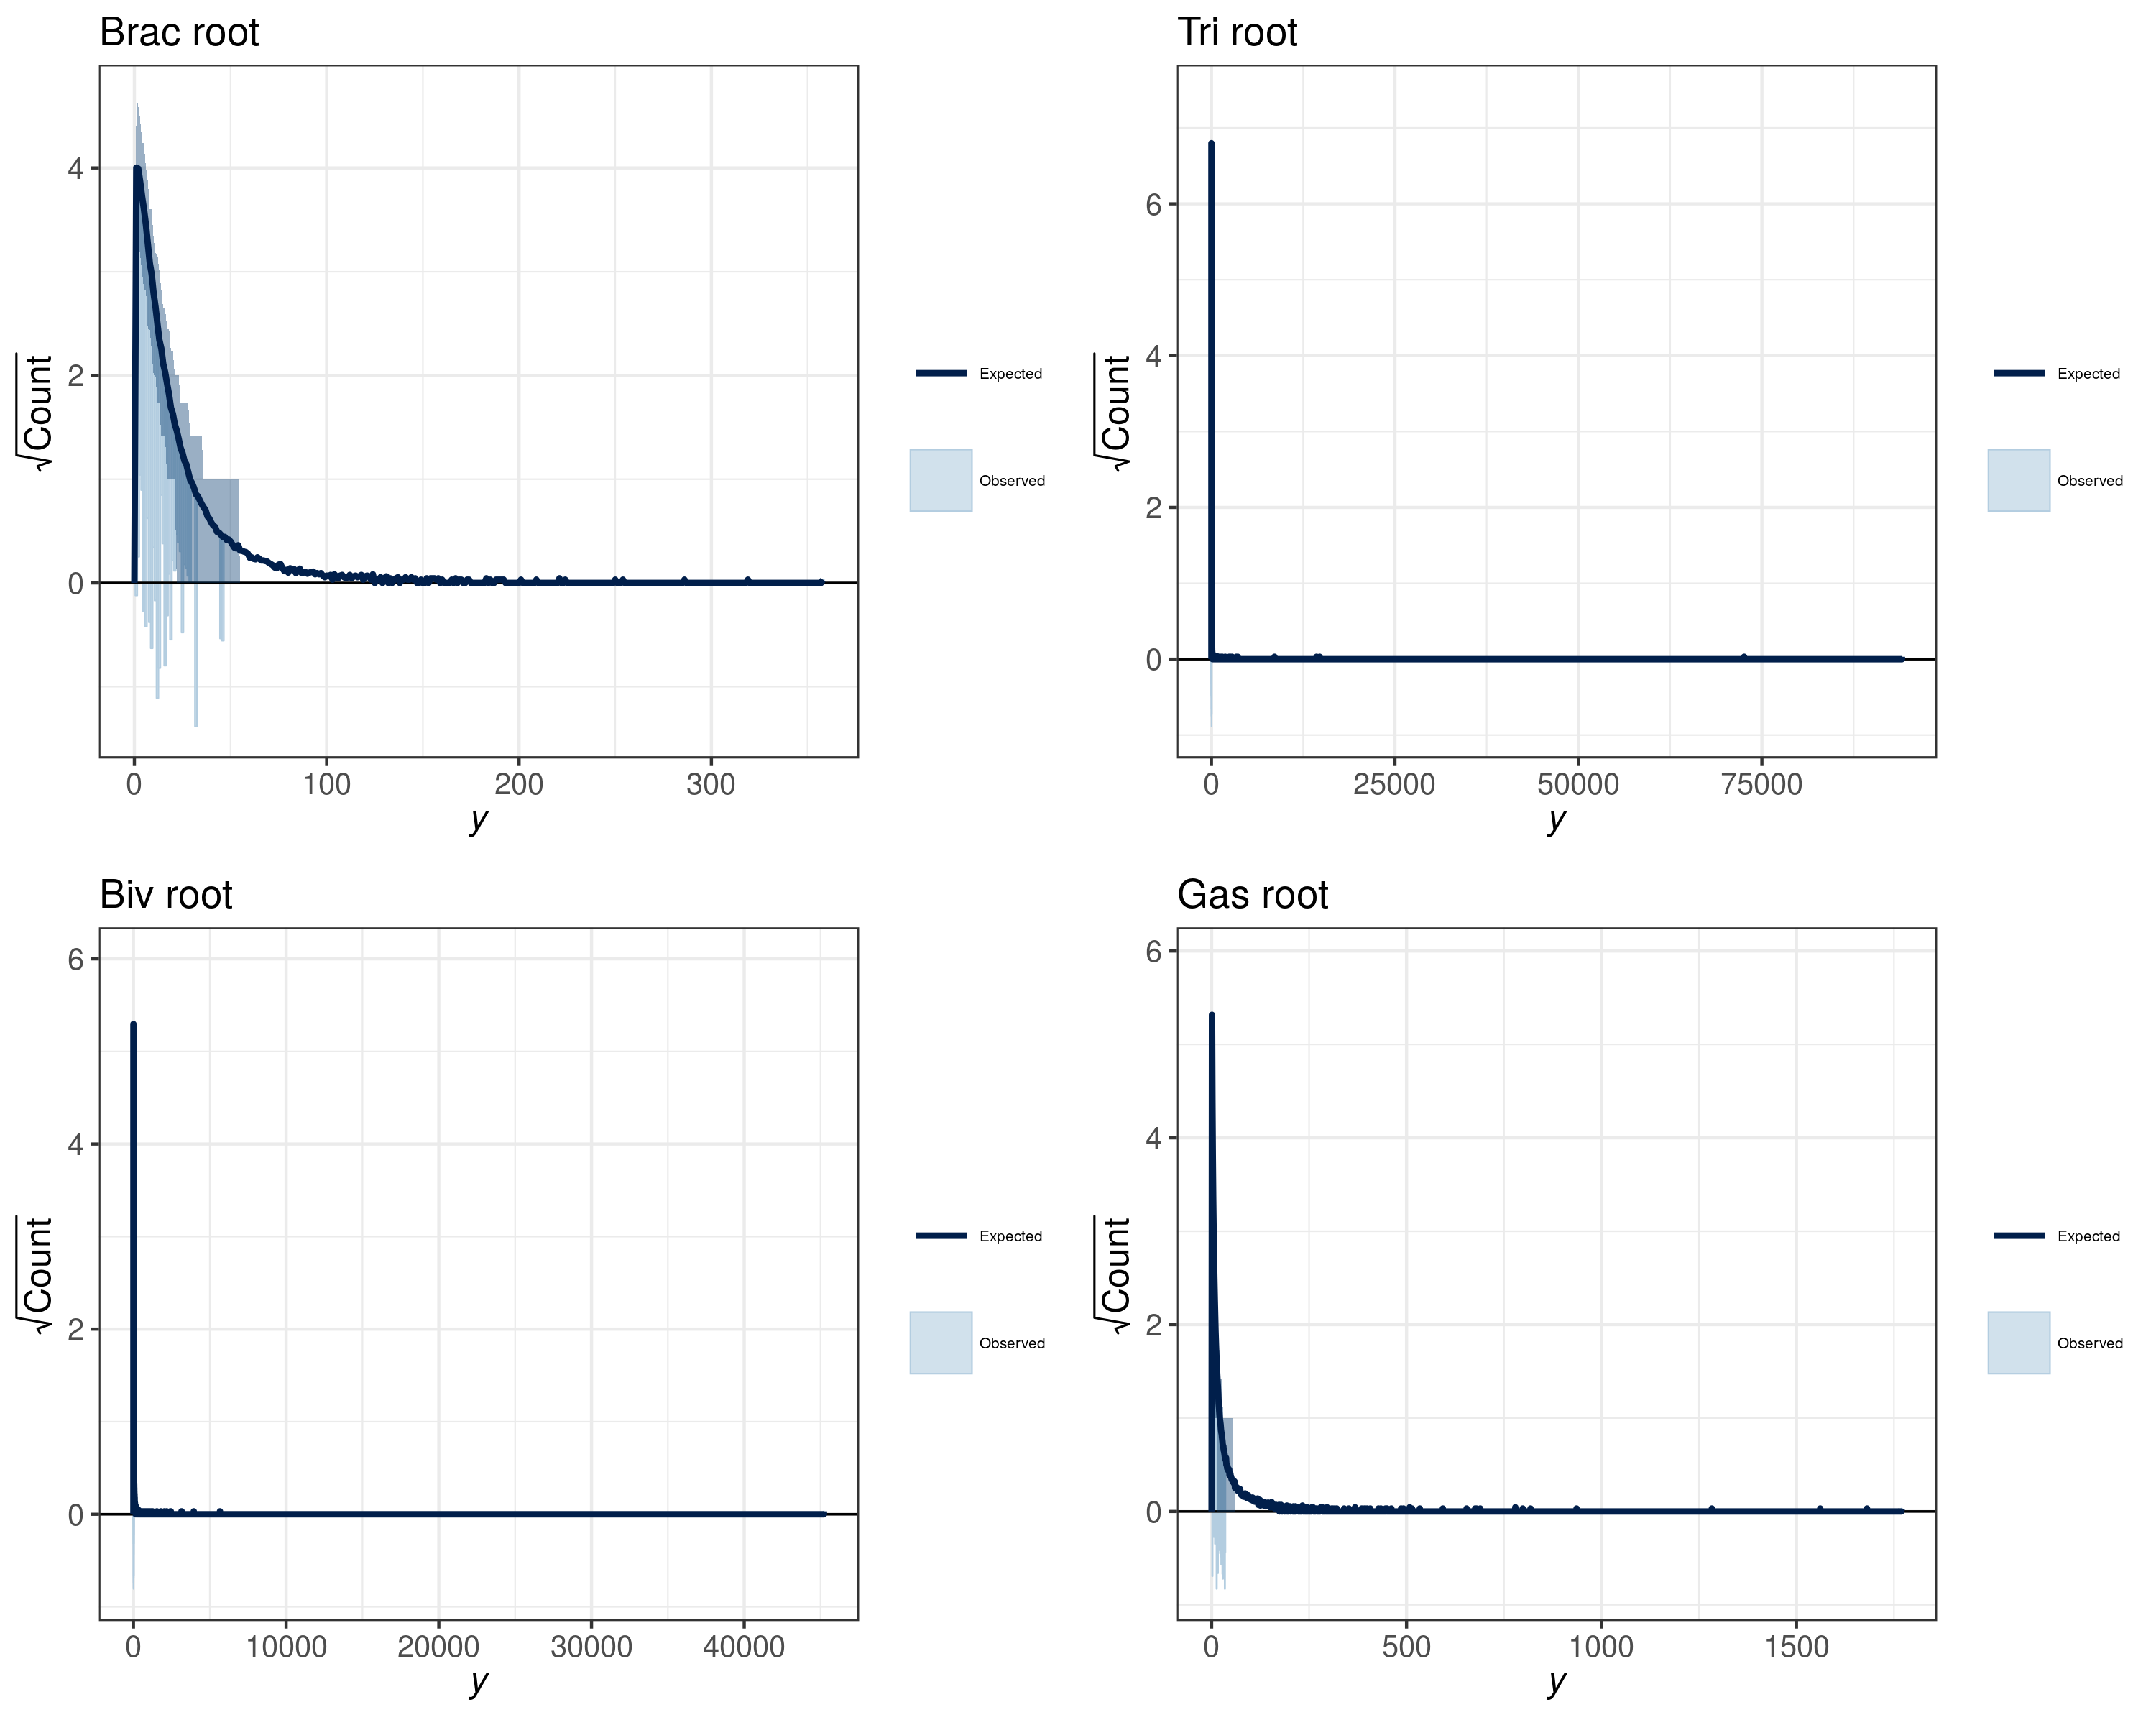 Brac root
√Count
4
2
0
0 100 200 300
y
Expected
Observed
Tri root
√Count
6
4
2
0
0 25000 50000 75000
y
Expected
Observed
Biv root
√Count
6
4
2
0
0 10000 20000 30000 40000
y
Expected
Observed
Gas root
√Count
6
4
2
0
0 500 1000 1500
y
Expected
Observed